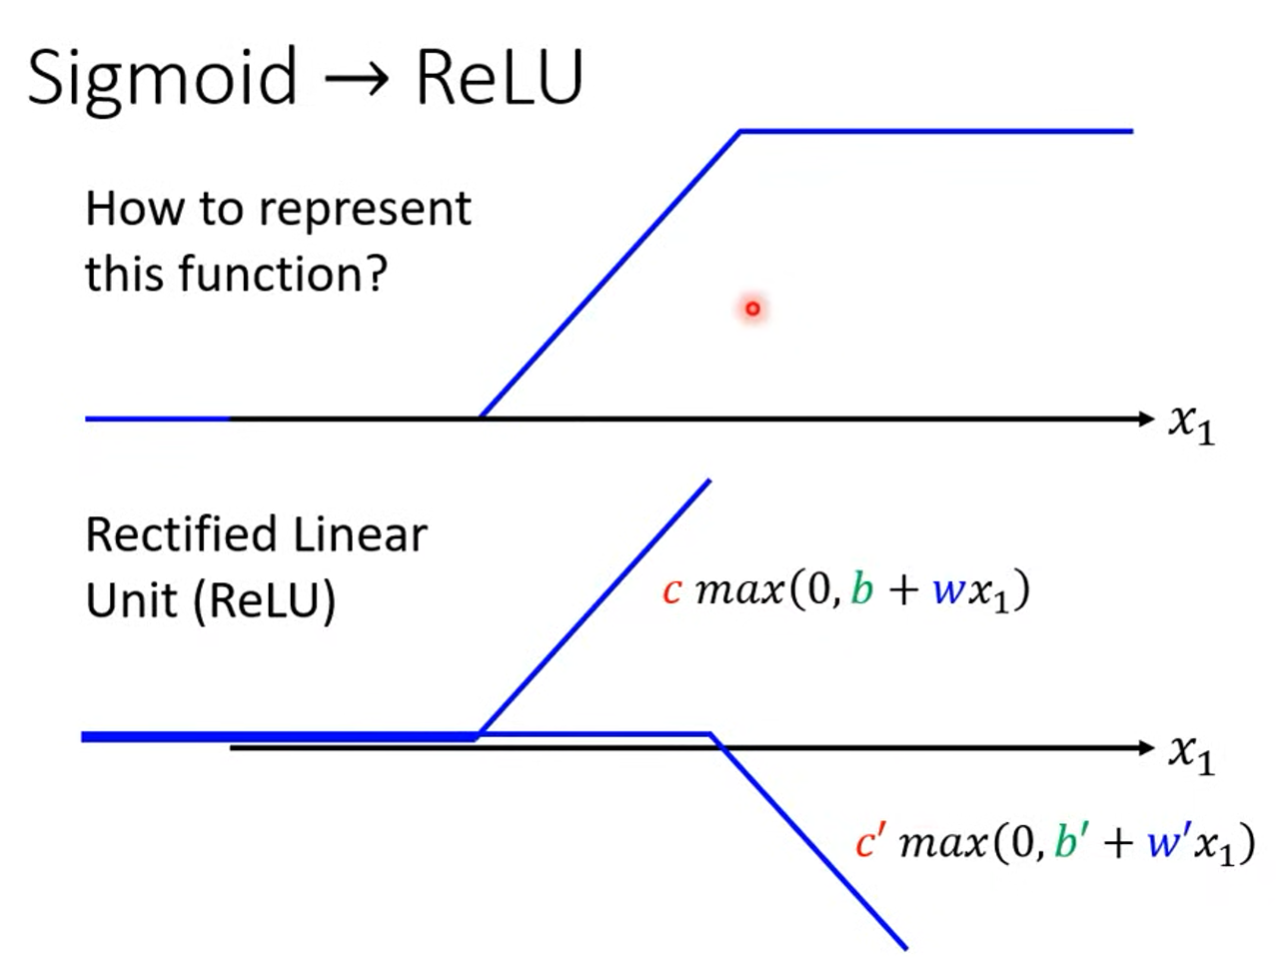 Sigmoid → ReLU
How to represent
this function?
x₁
Rectified Linear
Unit (ReLU)
c max(0, b + wx₁)
x₁
c′ max(0, b′ + w′x₁)